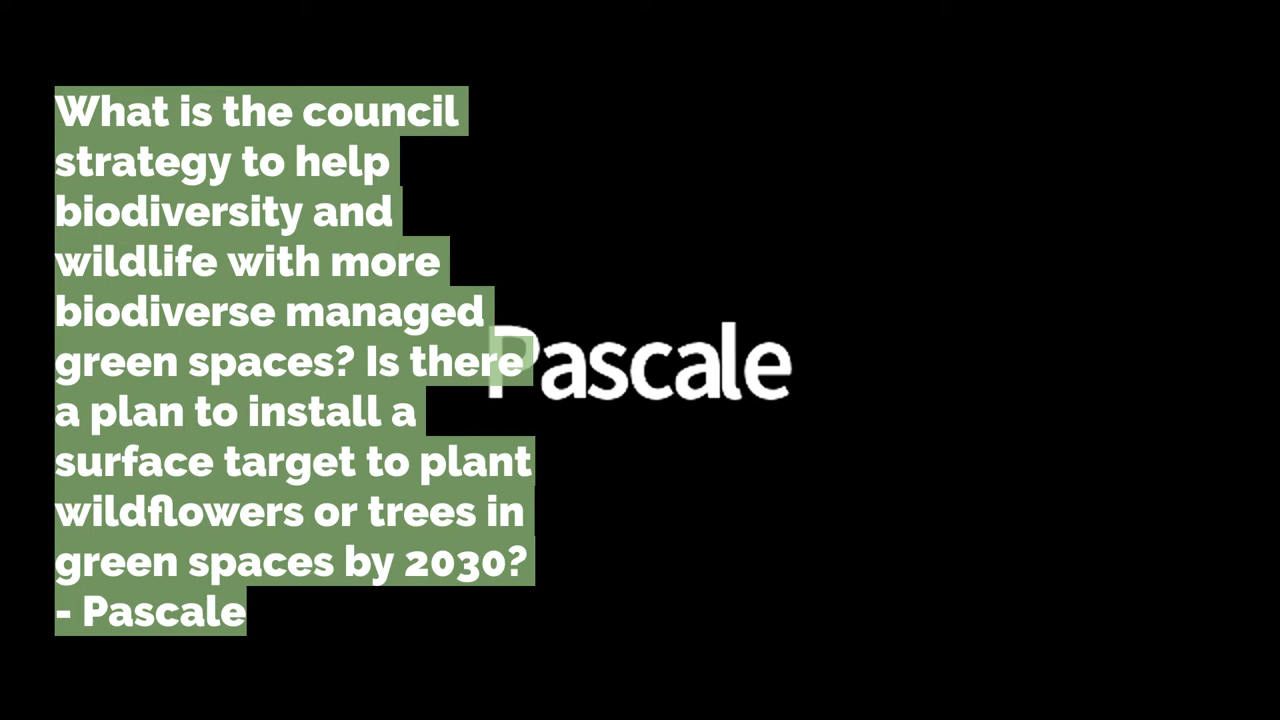 What is the council
strategy to help
biodiversity and
wildlife with more
biodiverse managed
green spaces? Is there
a plan to install a
surface target to plant
wildflowers or trees in
green spaces by 2030?
- Pascale
Pascale